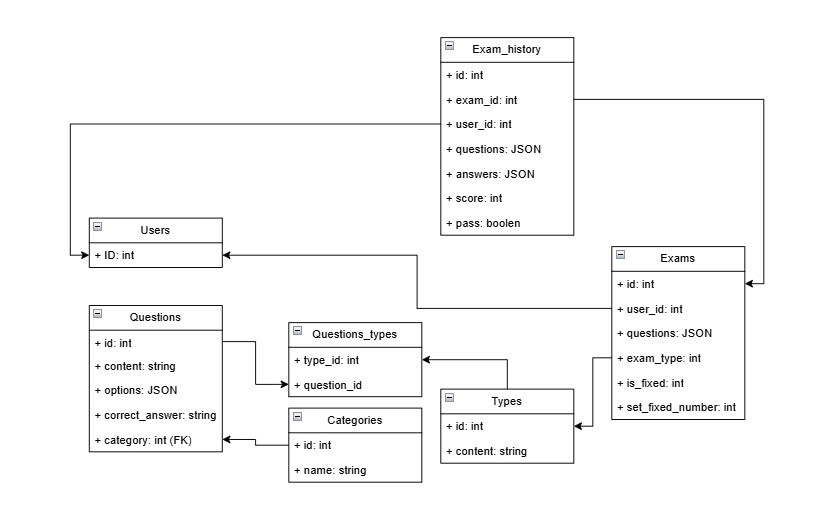 Exam_history
+ id: int
+ exam_id: int
+ user_id: int
+ questions: JSON
+ answers: JSON
+ score: int
+ pass: boolen
Users
+ ID: int
Exams
+ id: int
+ user_id: int
+ questions: JSON
+ exam_type: int
+ is_fixed: int
+ set_fixed_number: int
Questions
+ id: int
+ content: string
+ options: JSON
+ correct_answer: string
+ category: int (FK)
Questions_types
+ type_id: int
+ question_id
Categories
+ id: int
+ name: string
Types
+ id: int
+ content: string